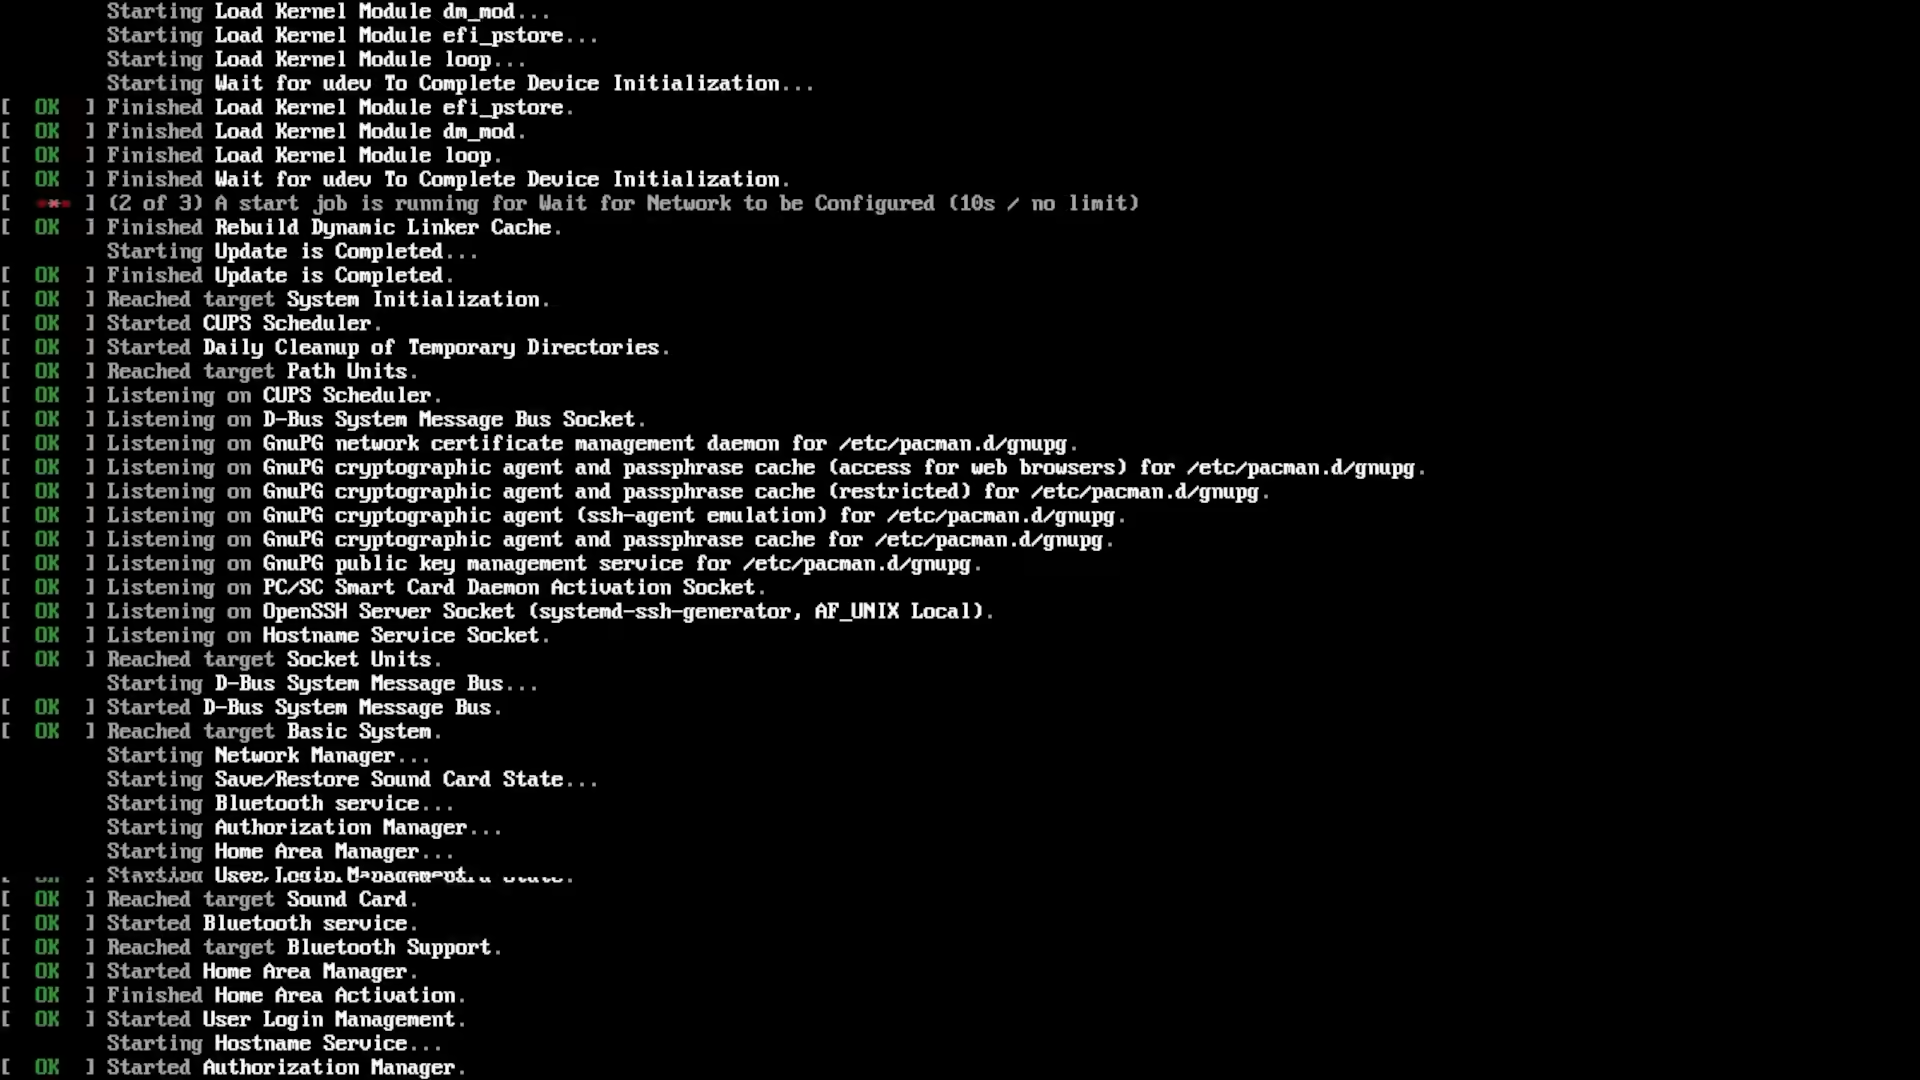 Starting Load Kernel Module dm_mod...
Starting Load Kernel Module efi_pstore...
Starting Load Kernel Module loop...
Starting Wait for udev To Complete Device Initialization...
[  OK  ] Finished Load Kernel Module efi_pstore.
[  OK  ] Finished Load Kernel Module dm_mod.
[  OK  ] Finished Load Kernel Module loop.
[  OK  ] Finished Wait for udev To Complete Device Initialization.
[  ***  ] (2 of 3) A start job is running for Wait for Network to be Configured (10s / no limit)
[  OK  ] Finished Rebuild Dynamic Linker Cache.
Starting Update is Completed...
[  OK  ] Finished Update is Completed.
[  OK  ] Reached target System Initialization.
[  OK  ] Started CUPS Scheduler.
[  OK  ] Started Daily Cleanup of Temporary Directories.
[  OK  ] Reached target Path Units.
[  OK  ] Listening on CUPS Scheduler.
[  OK  ] Listening on D-Bus System Message Bus Socket.
[  OK  ] Listening on GnuPG network certificate management daemon for /etc/pacman.d/gnupg.
[  OK  ] Listening on GnuPG cryptographic agent and passphrase cache (access for web browsers) for /etc/pacman.d/gnupg.
[  OK  ] Listening on GnuPG cryptographic agent and passphrase cache (restricted) for /etc/pacman.d/gnupg.
[  OK  ] Listening on GnuPG cryptographic agent (ssh-agent emulation) for /etc/pacman.d/gnupg.
[  OK  ] Listening on GnuPG cryptographic agent and passphrase cache for /etc/pacman.d/gnupg.
[  OK  ] Listening on GnuPG public key management service for /etc/pacman.d/gnupg.
[  OK  ] Listening on PC/SC Smart Card Daemon Activation Socket.
[  OK  ] Listening on OpenSSH Server Socket (systemd-ssh-generator, AF_UNIX Local).
[  OK  ] Listening on Hostname Service Socket.
[  OK  ] Reached target Socket Units.
Starting D-Bus System Message Bus...
[  OK  ] Started D-Bus System Message Bus.
[  OK  ] Reached target Basic System.
Starting Network Manager...
Starting Save/Restore Sound Card State...
Starting Bluetooth service...
Starting Authorization Manager...
Starting Home Area Manager...
Starting User Login Management
[  OK  ] Reached target Sound Card.
[  OK  ] Started Bluetooth service.
[  OK  ] Reached target Bluetooth Support.
[  OK  ] Started Home Area Manager.
[  OK  ] Finished Home Area Activation.
[  OK  ] Started User Login Management.
Starting Hostname Service...
[  OK  ] Started Authorization Manager.